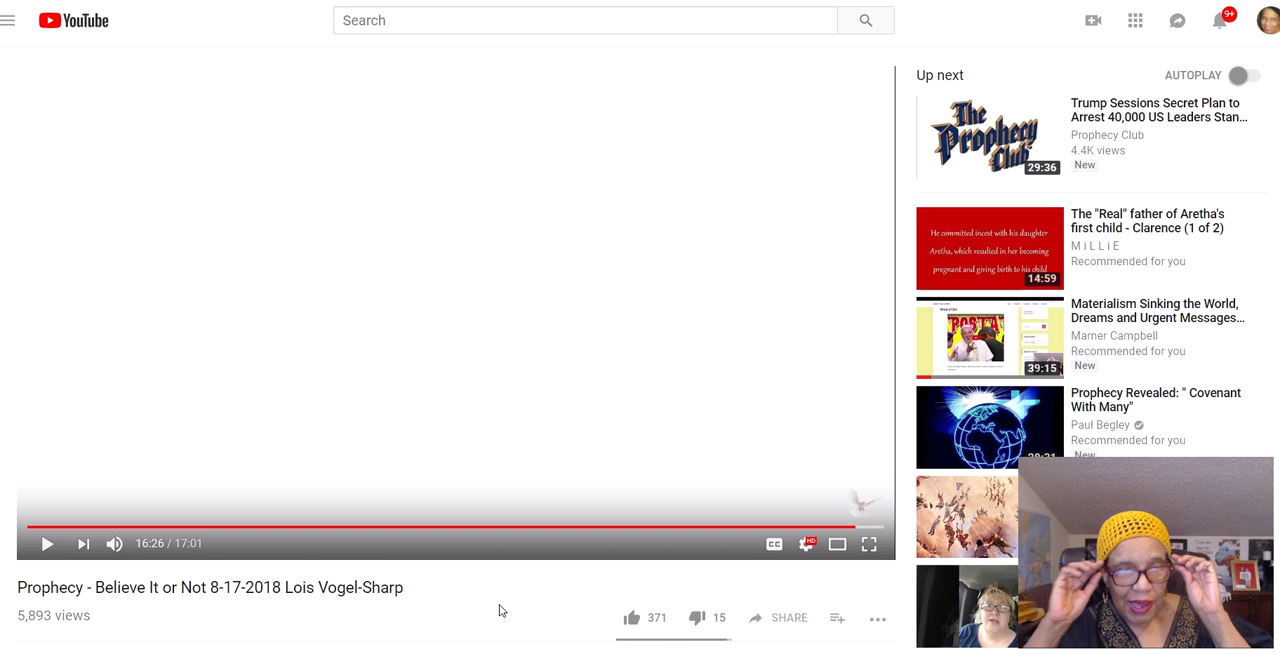 YouTube
Search
9+
Up next
AUTOPLAY
The
Prophecy
Club
29:36
Trump Sessions Secret Plan to
Arrest 40,000 US Leaders Stan...
Prophecy Club
4.4K views
New
He committed incest with his daughter
Aretha, which resulted in her becoming
pregnant and giving birth to his child
14:59
The "Real" father of Aretha's
first child - Clarence (1 of 2)
M i L L i E
Recommended for you
39:15
Materialism Sinking the World,
Dreams and Urgent Messages...
Marner Campbell
Recommended for you
New
Prophecy Revealed: " Covenant
With Many"
Paul Begley
Recommended for you
New
16:26 / 17:01
CC
HD
Prophecy - Believe It or Not 8-17-2018 Lois Vogel-Sharp
5,893 views
371
15
SHARE